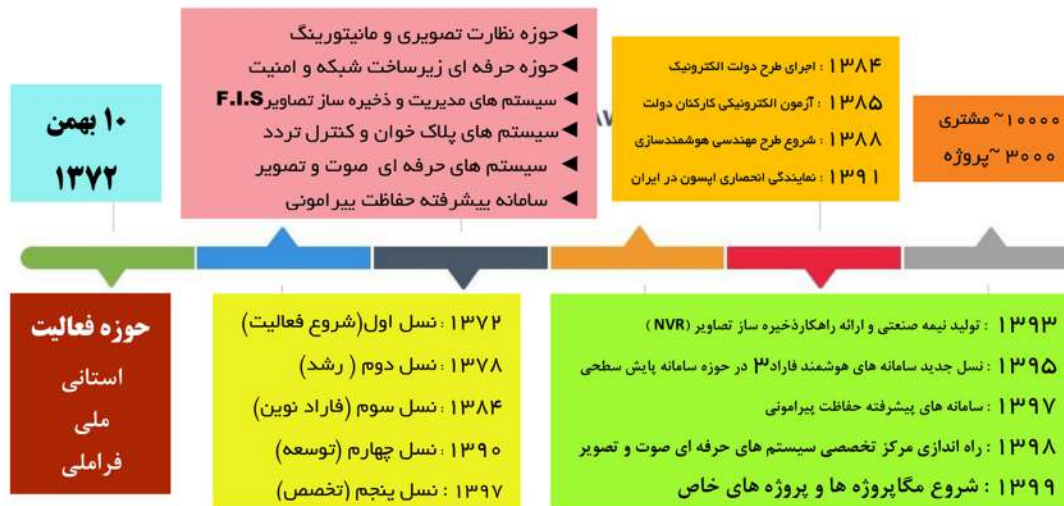 ۱۰ بهمن
۱۳۷۲
◄ حوزه نظارت تصویری و مانیتورینگ
◄ حوزه حرفه ای زیرساخت شبکه و امنیت
◄ سیستم های مدیریت و ذخیره ساز تصاویر F.I.S
◄ سیستم های پلاک خوان و کنترل تردد
◄ سیستم های حرفه ای صوت و تصویر
◄ سامانه پیشرفته حفاظت پیرامونی
۱۳۸۴ : اجرای طرح دولت الکترونیک
۱۳۸۵ : آزمون الکترونیکی کارکنان دولت
۱۳۸۸ : شروع طرح مهندسی هوشمندسازی
۱۳۹۱ : نمایندگی انحصاری اپسون در ایران
۱۰۰۰۰~ مشتری
۳۰۰۰ ~پروژه
حوزه فعالیت
استانی
ملی
فراملی
۱۳۷۲ : نسل اول(شروع فعالیت)
۱۳۷۸ : نسل دوم ( رشد)
۱۳۸۴ : نسل سوم (فاراد نوین)
۱۳۹۰ : نسل چهارم (توسعه)
۱۳۹۷ : نسل پنجم (تخصص)
۱۳۹۳ : تولید نیمه صنعتی و ارائه راهکارذخیره ساز تصاویر (NVR)
۱۳۹۵ : نسل جدید سامانه های هوشمند فاراد۳ در حوزه سامانه پایش سطحی
۱۳۹۷ : سامانه های پیشرفته حفاظت پیرامونی
۱۳۹۸ : راه اندازی مرکز تخصصی سیستم های حرفه ای صوت و تصویر
۱۳۹۹ : شروع مگاپروژه ها و پروژه های خاص